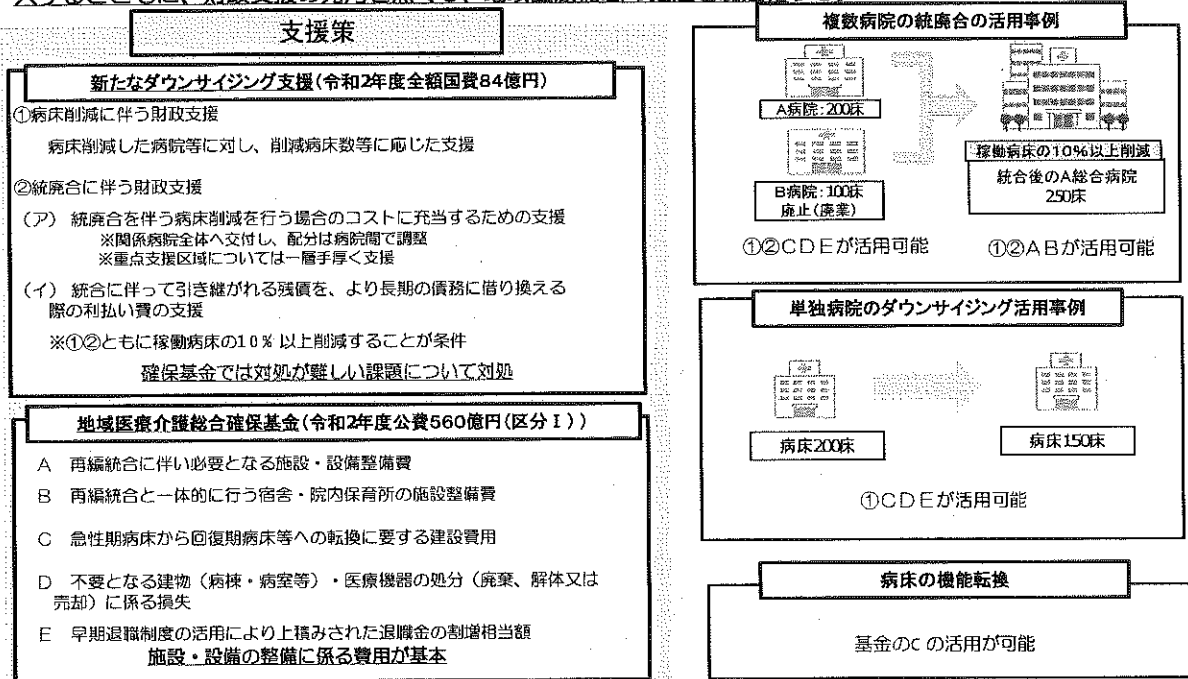 支援策
新たなダウンサイジング支援(令和2年度全額国費84億円)
①病床削減に伴う財政支援
病床削減した病院等に対し、削減病床数等に応じた支援
②統廃合に伴う財政支援
(ア) 統廃合を伴う病床削減を行う場合のコストに充当するための支援
※関係病院全体へ交付し、配分は病院間で調整
※重点支援区域については一層手厚く支援
(イ) 統合に伴って引き継がれる残債を、より長期の債務に借り換える
際の利払い費の支援
※①②ともに稼働病床の10%以上削減することが条件
確保基金では対処が難しい課題について対処
地域医療介護総合確保基金(令和2年度公費560億円(区分Ⅰ))
A 再編統合に伴い必要となる施設・設備整備費
B 再編統合と一体的に行う宿舎・院内保育所の施設整備費
C 急性期病床から回復期病床等への転換に要する建設費用
D 不要となる建物(病棟・病室等)・医療機器の処分(廃棄、解体又は
売却)に係る損失
E 早期退職制度の活用により上積みされた退職金の割増相当額
施設・設備の整備に係る費用が基本
複数病院の統廃合の活用事例
A病院:200床
B病院:100床
廃止(廃業)
稼働病床の10%以上削減
統合後のA総合病院
250床
①②CDEが活用可能
①②ABが活用可能
単独病院のダウンサイジング活用事例
病床200床
病床150床
①CDEが活用可能
病床の機能転換
基金のCの活用が可能